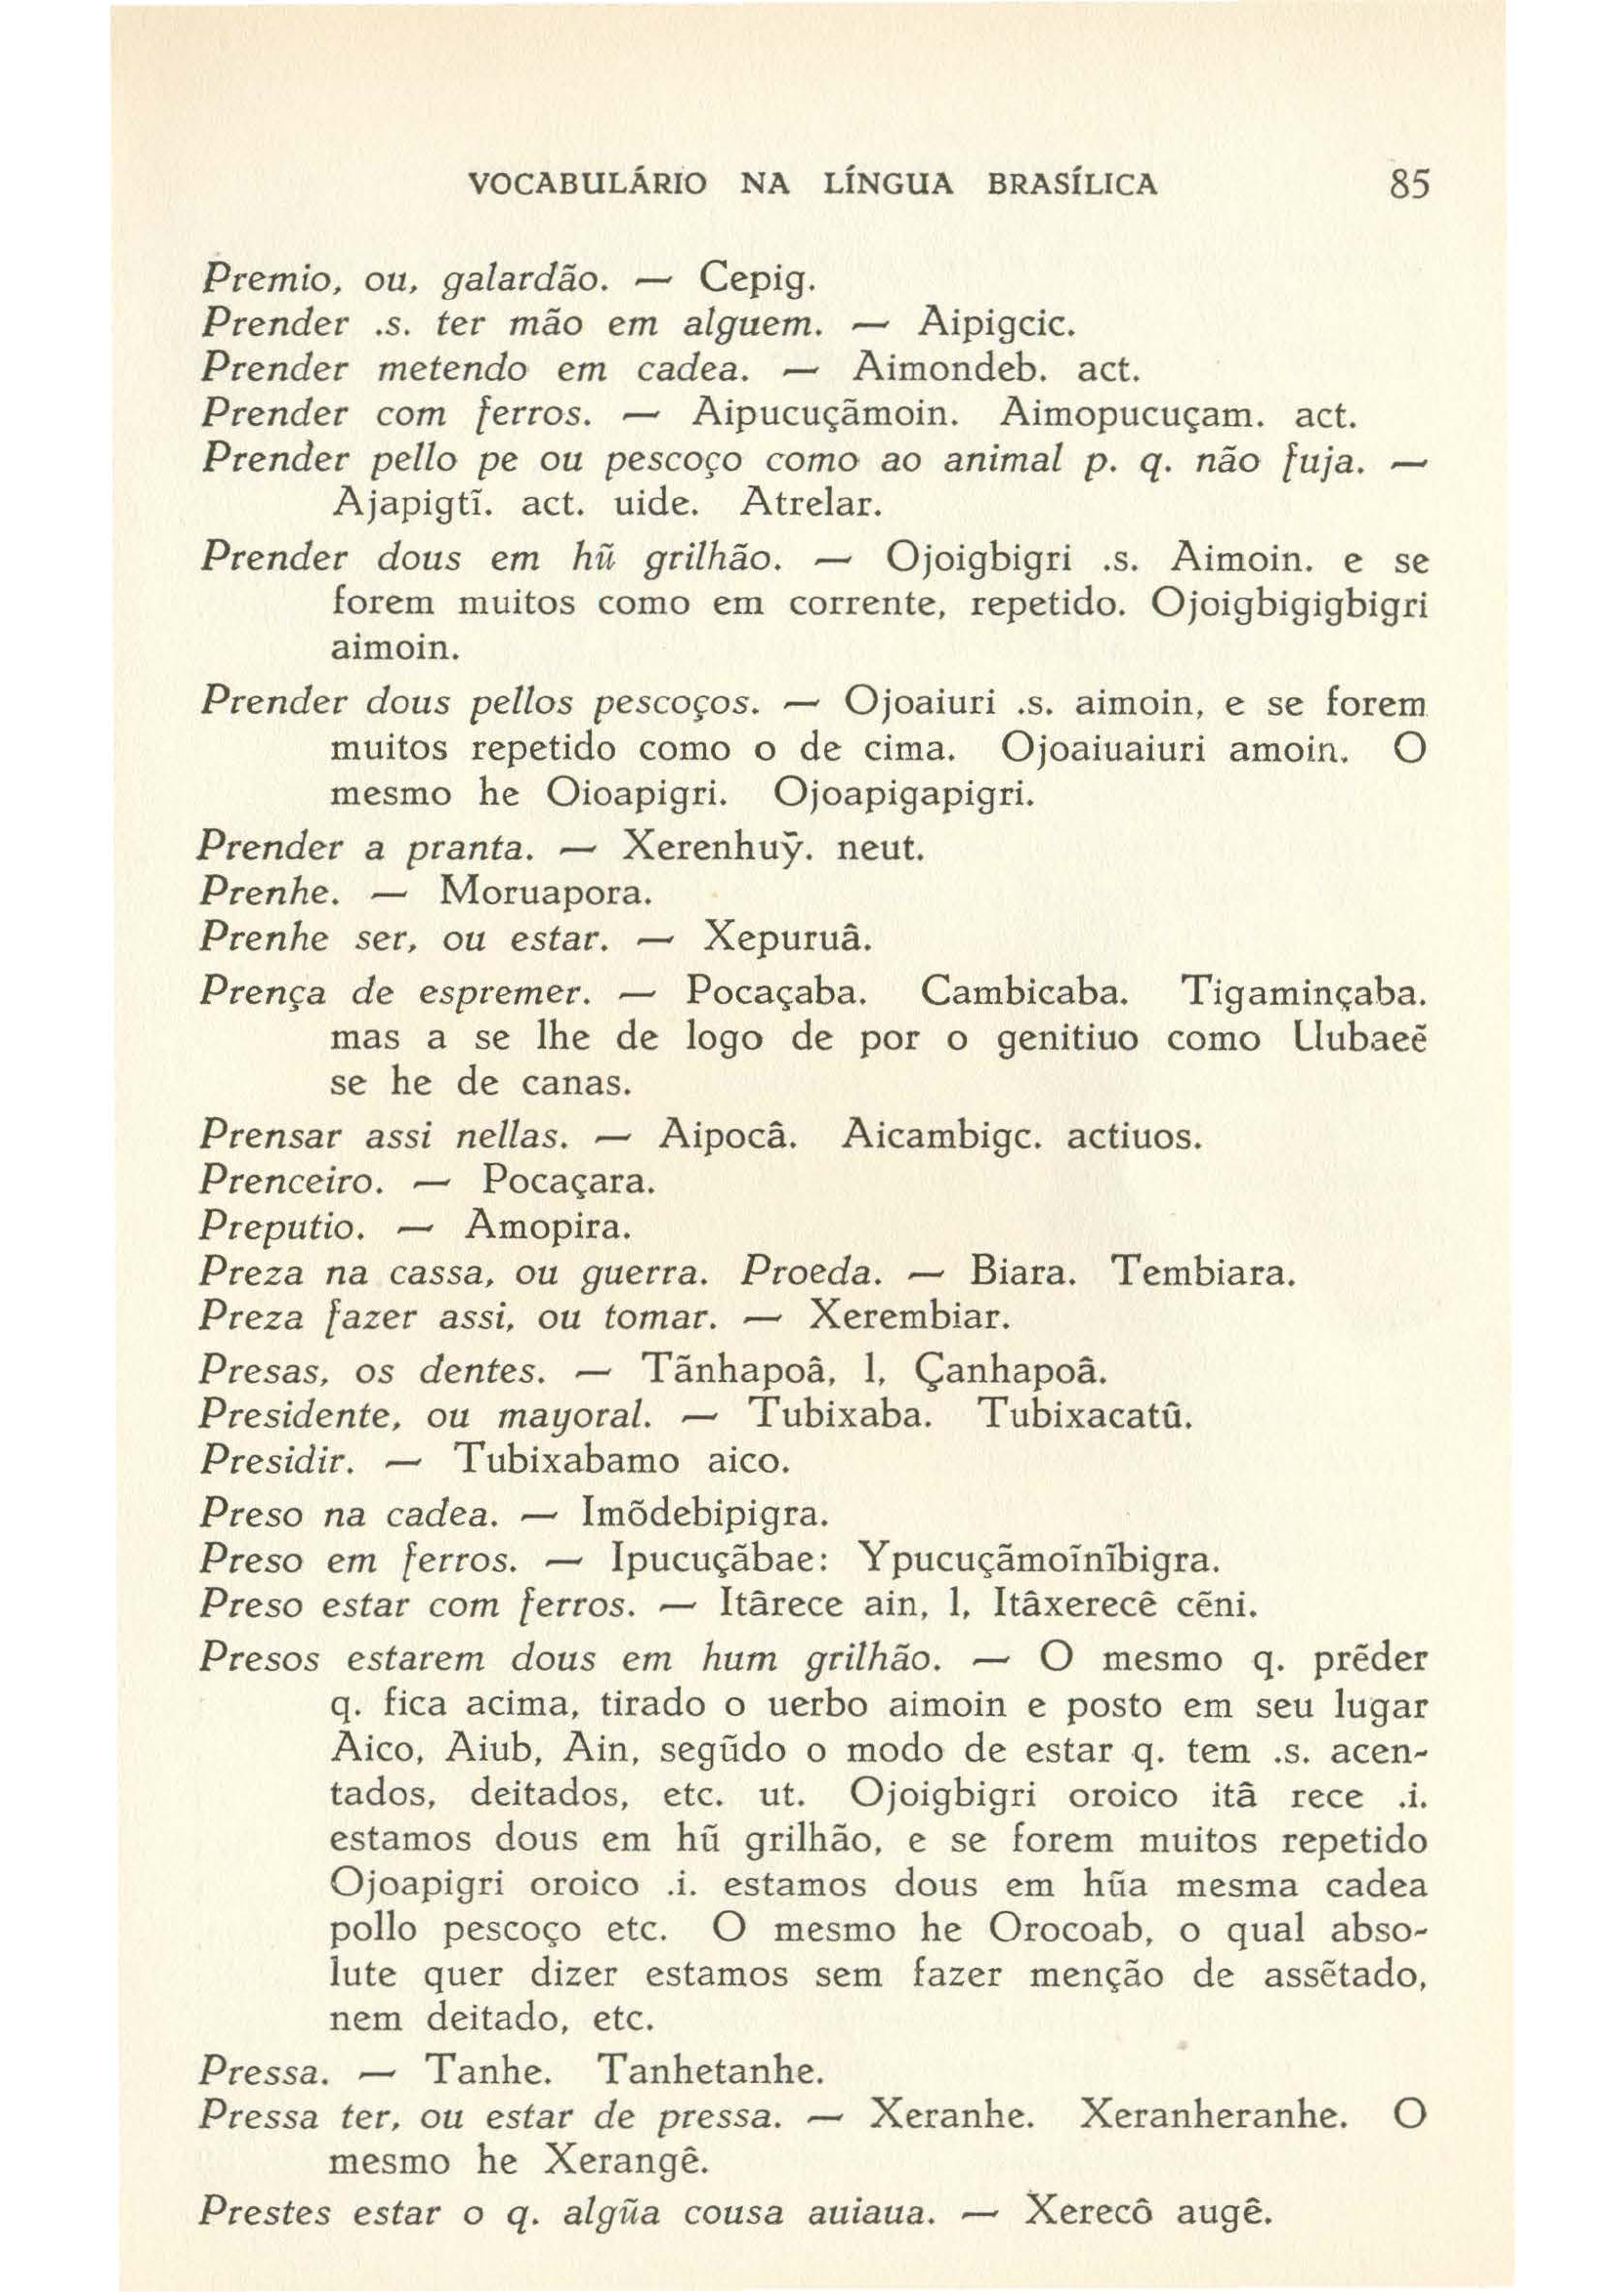 VOCABULÁRIO NA LÍNGUA BRASÍLICA 85
Premio, ou, galardão. — Cepig.
Prender .s. ter mão em alguem. — Aipigcic.
Prender metendo em cadea. — Aimondeb. act.
Prender com ferros. — Aipucuçãmoin. Aimopucuçam. act.
Prender pello pe ou pescoço como ao animal p. q. não fuja. —
Ajapigtĩ. act. uide. Atrelar.
Prender dous em hũ grilhão. — Ojoigbigri .s. Aimoin. e se
forem muitos como em corrente, repetido. Ojoigbigigbigri
aimoin.
Prender dous pellos pescoços. — Ojoaiuri .s. aimoin, e se forem
muitos repetido como o de cima. Ojoaiuaiuri amoin. O
mesmo he Oioapigri. Ojoapigapigri.
Prender a pranta. — Xerenhuỹ. neut.
Prenhe. — Moruapora.
Prenhe ser, ou estar. — Xepuruâ.
Prença de espremer. — Pocaçaba. Cambicaba. Tigaminçaba.
mas a se lhe de logo de por o genitiuo como Uubaeẽ
se he de canas.
Prensar assi nellas. — Aipocâ. Aicambigc. actiuos.
Prenceiro. — Pocaçara.
Preputio. — Amopira.
Preza na cassa, ou guerra. Proeda. — Biara. Tembiara.
Preza fazer assi, ou tomar. — Xerembiar.
Presas, os dentes. — Tãnhapoâ, l, Çanhapoâ.
Presidente, ou mayoral. — Tubixaba. Tubixacatû.
Presidir. — Tubixabamo aico.
Preso na cadea. — Imõdebipigra.
Preso em ferros. — Ipucuçãbae: Ypucuçãmoĩnĩbigra.
Preso estar com ferros. — Itârece ain, l, Itâxerecê cẽni.
Presos estarem dous em hum grilhão. — O mesmo q. prẽder
q. fica acima, tirado o uerbo aimoin e posto em seu lugar
Aico, Aiub, Ain, segũdo o modo de estar q. tem .s. acen-
tados, deitados, etc. ut. Ojoigbigri oroico itâ rece .i.
estamos dous em hũ grilhão, e se forem muitos repetido
Ojoapigri oroico .i. estamos dous em hũa mesma cadea
pollo pescoço etc. O mesmo he Orocoab, o qual abso-
lute quer dizer estamos sem fazer menção de assẽtado,
nem deitado, etc.
Pressa. — Tanhe. Tanhetanhe.
Pressa ter, ou estar de pressa. — Xeranhe. Xeranheranhe. O
mesmo he Xerangê.
Prestes estar o q. algũa cousa auiaua. — Xerecô augê.